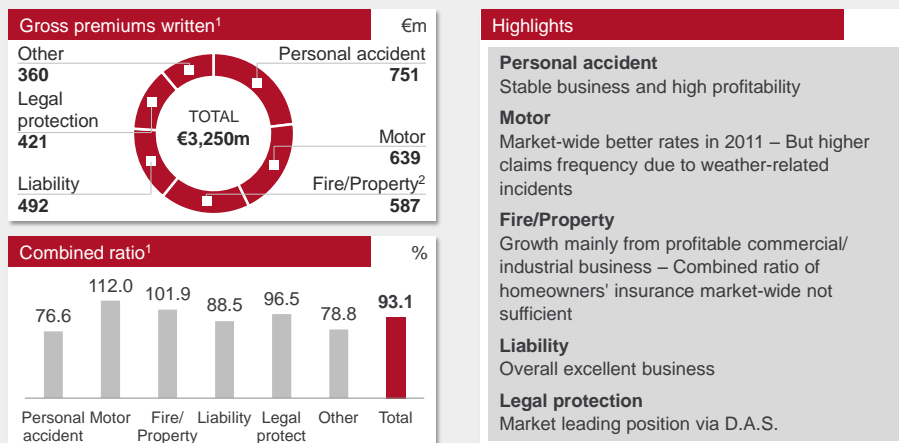 Gross premiums written¹ €m
Other
360
Legal
protection
421
Liability
492
TOTAL
€3,250m
Personal accident
751
Motor
639
Fire/Property²
587
Combined ratio¹ %
76.6 112.0 101.9 88.5 96.5 78.8 93.1
Personal accident
Motor
Fire/ Property
Liability
Legal protect
Other
Total
Highlights
Personal accident
Stable business and high profitability
Motor
Market-wide better rates in 2011 – But higher
claims frequency due to weather-related
incidents
Fire/Property
Growth mainly from profitable commercial/
industrial business – Combined ratio of
homeowners' insurance market-wide not
sufficient
Liability
Overall excellent business
Legal protection
Market leading position via D.A.S.